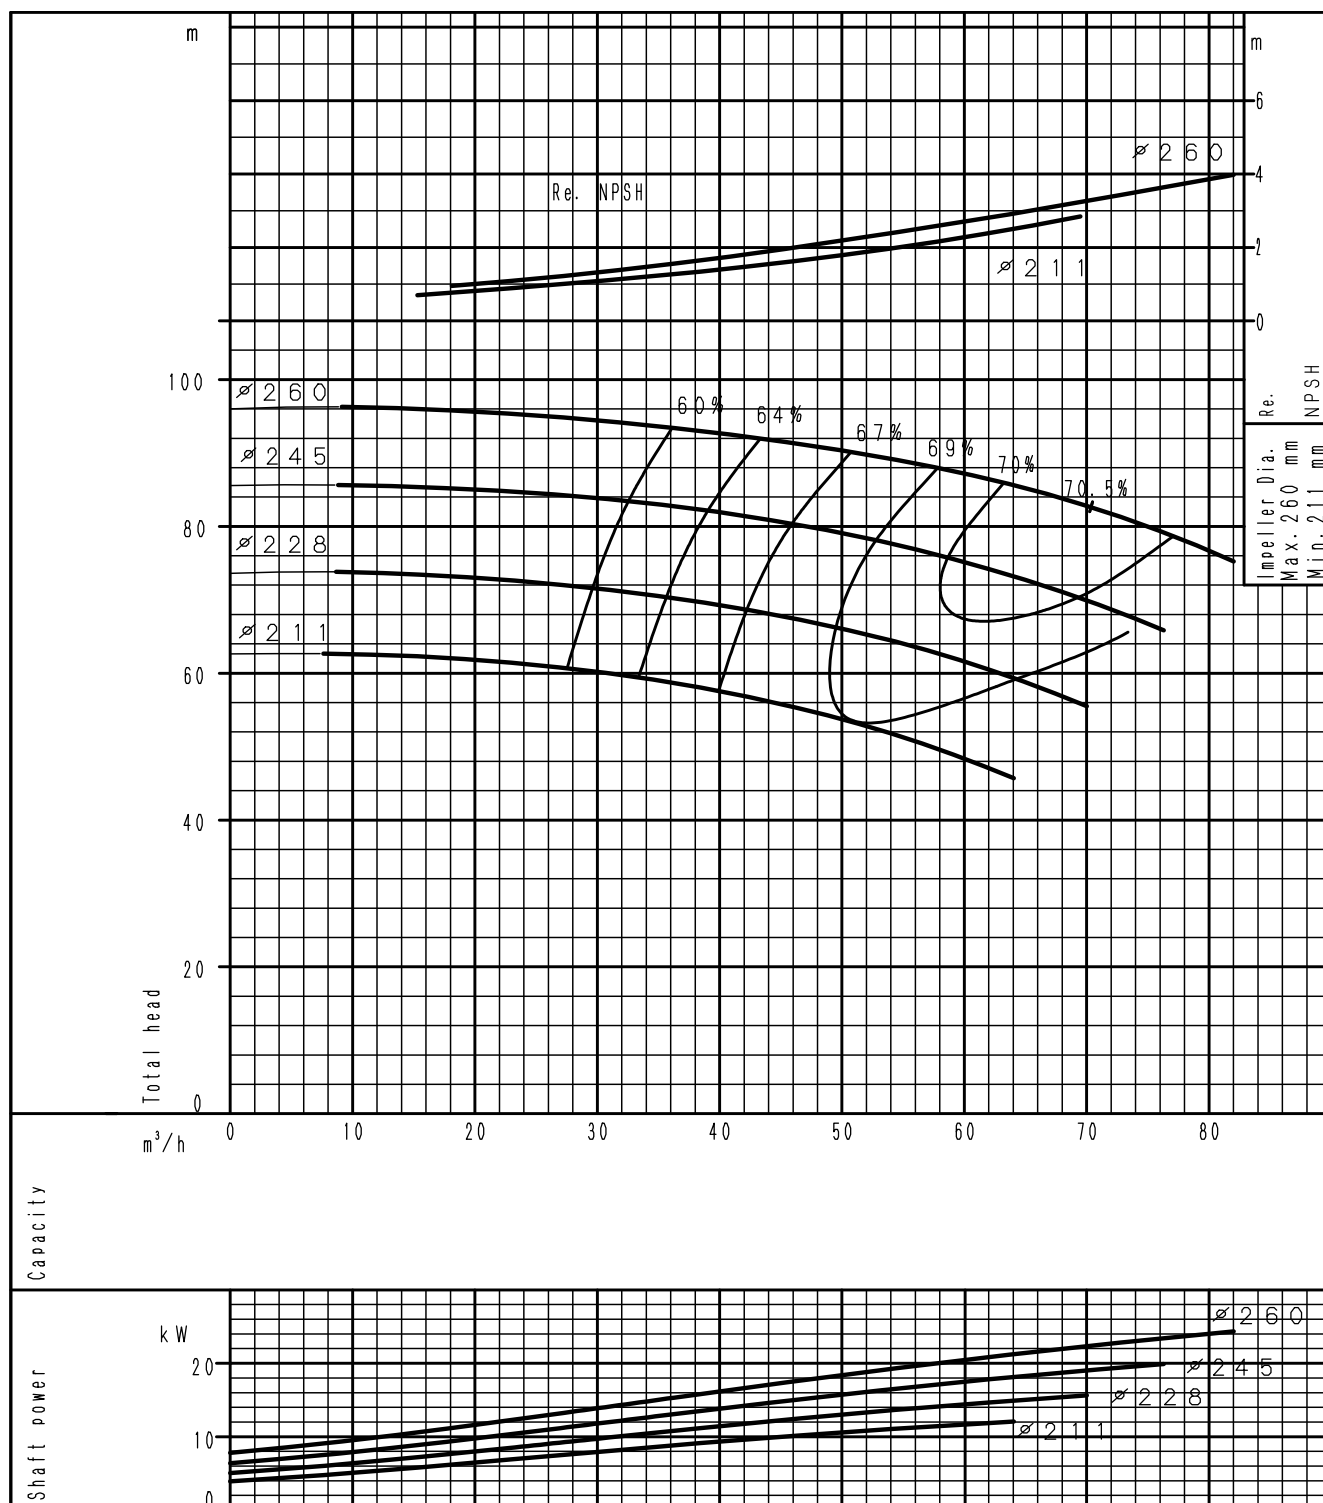 m
m
6
⌀260
4
Re. NPSH
2
⌀211
0
100
⌀260
60%
64%
67%
69%
70%
70.5%
Re. NPSH
⌀245
80
⌀228
Impeller Dia.
Max. 260 mm
Min. 211 mm
⌀211
60
40
20
Total head
0
m³/h
0 10 20 30 40 50 60 70 80
Capacity
kW
⌀260
20
⌀245
⌀228
10
⌀211
Shaft power
0